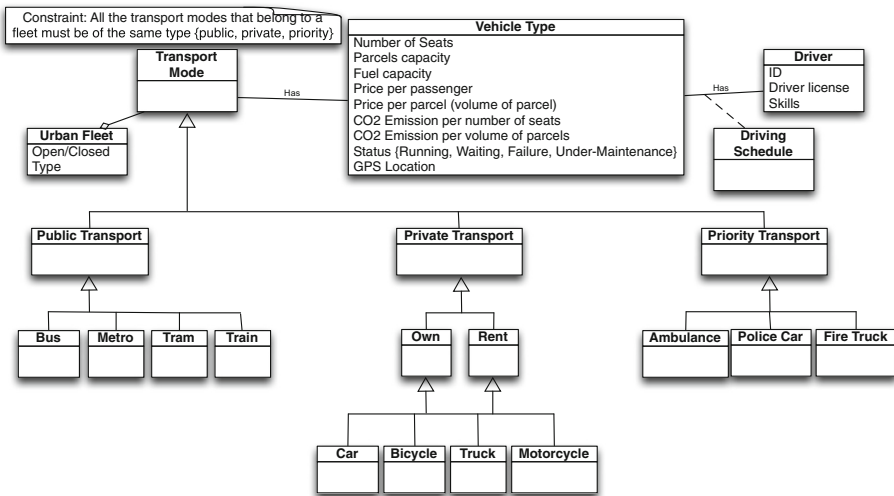 Constraint: All the transport modes that belong to a
fleet must be of the same type {public, private, priority}
Transport
Mode
Has
Vehicle Type
Number of Seats
Parcels capacity
Fuel capacity
Price per passenger
Price per parcel (volume of parcel)
CO2 Emission per number of seats
CO2 Emission per volume of parcels
Status {Running, Waiting, Failure, Under-Maintenance}
GPS Location
Has
Driver
ID
Driver license
Skills
Urban Fleet
Open/Closed
Type
Driving
Schedule
Public Transport
Private Transport
Priority Transport
Bus
Metro
Tram
Train
Own
Rent
Ambulance
Police Car
Fire Truck
Car
Bicycle
Truck
Motorcycle